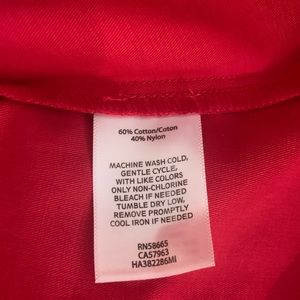 60% Cotton/Coton
40% Nylon
MACHINE WASH COLD,
GENTLE CYCLE,
WITH LIKE COLORS
ONLY NON-CHLORINE
BLEACH IF NEEDED
TUMBLE DRY LOW,
REMOVE PROMPTLY
COOL IRON IF NEEDED
RN58665
CA57963
HA382286MI